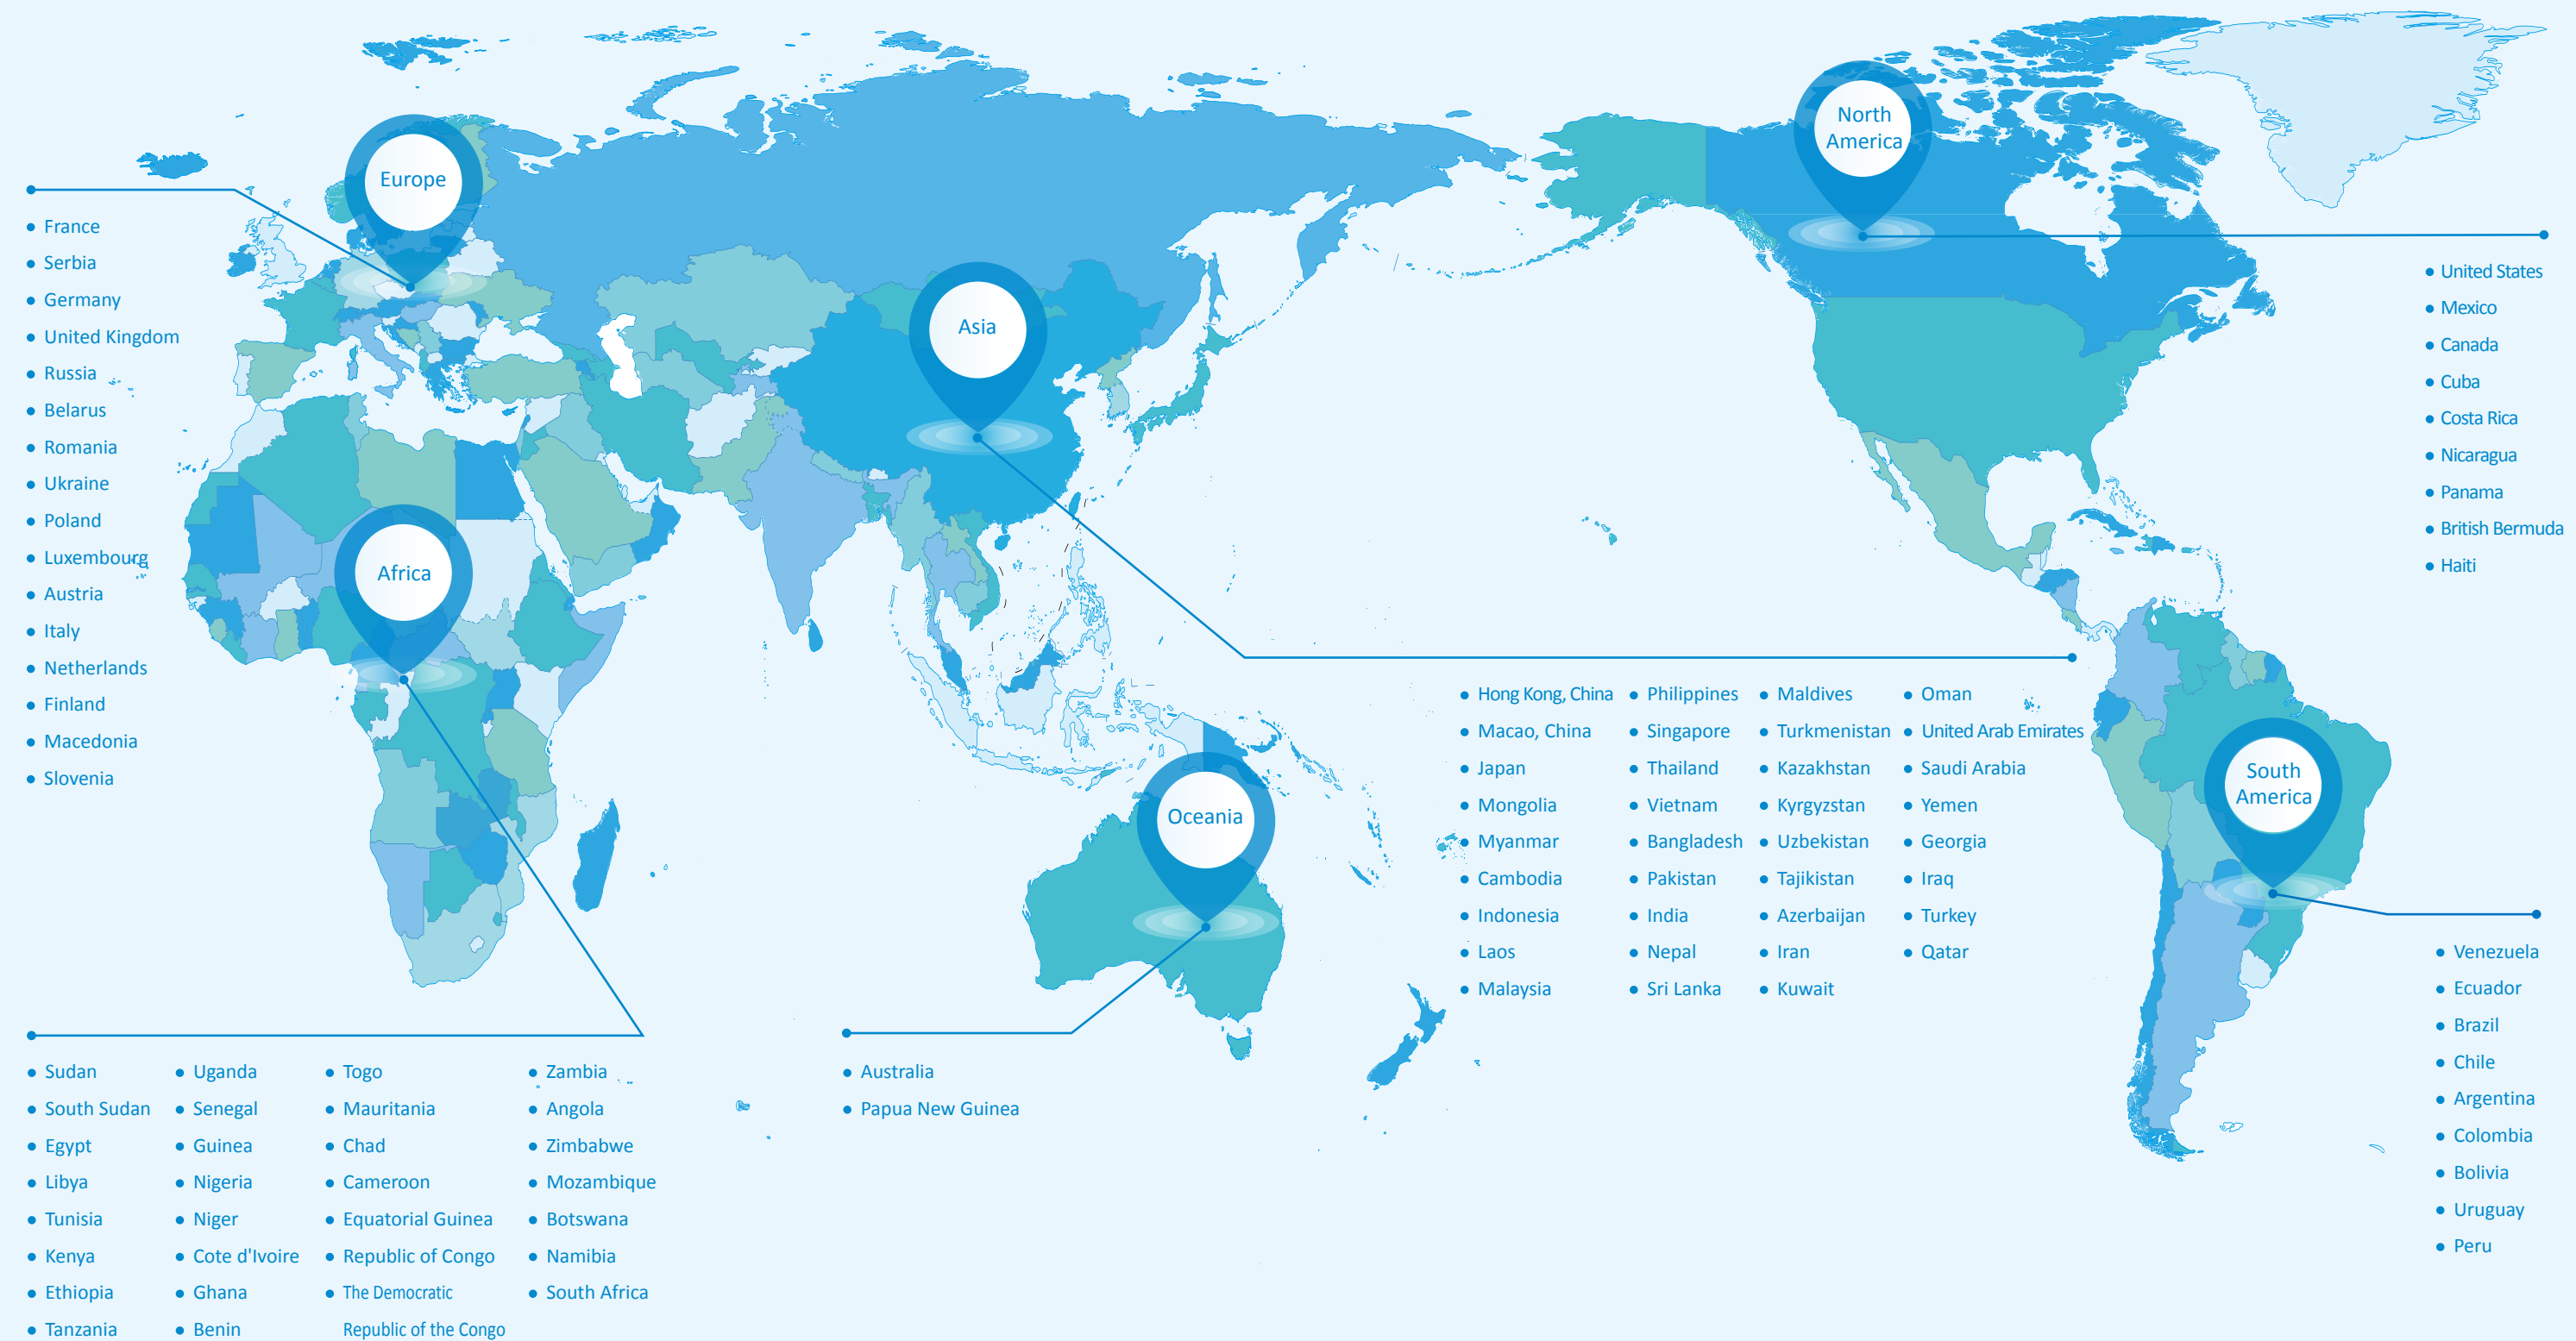 Europe
France
Serbia
Germany
United Kingdom
Russia
Belarus
Romania
Ukraine
Poland
Luxembourg
Austria
Italy
Netherlands
Finland
Macedonia
Slovenia
Asia
Hong Kong, China
Macao, China
Japan
Mongolia
Myanmar
Cambodia
Indonesia
Laos
Malaysia
Philippines
Singapore
Thailand
Vietnam
Bangladesh
Pakistan
India
Nepal
Sri Lanka
Maldives
Turkmenistan
Kazakhstan
Kyrgyzstan
Uzbekistan
Tajikistan
Azerbaijan
Iran
Kuwait
Oman
United Arab Emirates
Saudi Arabia
Yemen
Georgia
Iraq
Turkey
Qatar
North
America
United States
Mexico
Canada
Cuba
Costa Rica
Nicaragua
Panama
British Bermuda
Haiti
Africa
Sudan
South Sudan
Egypt
Libya
Tunisia
Kenya
Ethiopia
Tanzania
Uganda
Senegal
Guinea
Nigeria
Niger
Cote d'Ivoire
Ghana
Benin
Togo
Mauritania
Chad
Cameroon
Equatorial Guinea
Republic of Congo
The Democratic
Republic of the Congo
Zambia
Angola
Zimbabwe
Mozambique
Botswana
Namibia
South Africa
Oceania
Australia
Papua New Guinea
South
America
Venezuela
Ecuador
Brazil
Chile
Argentina
Colombia
Bolivia
Uruguay
Peru